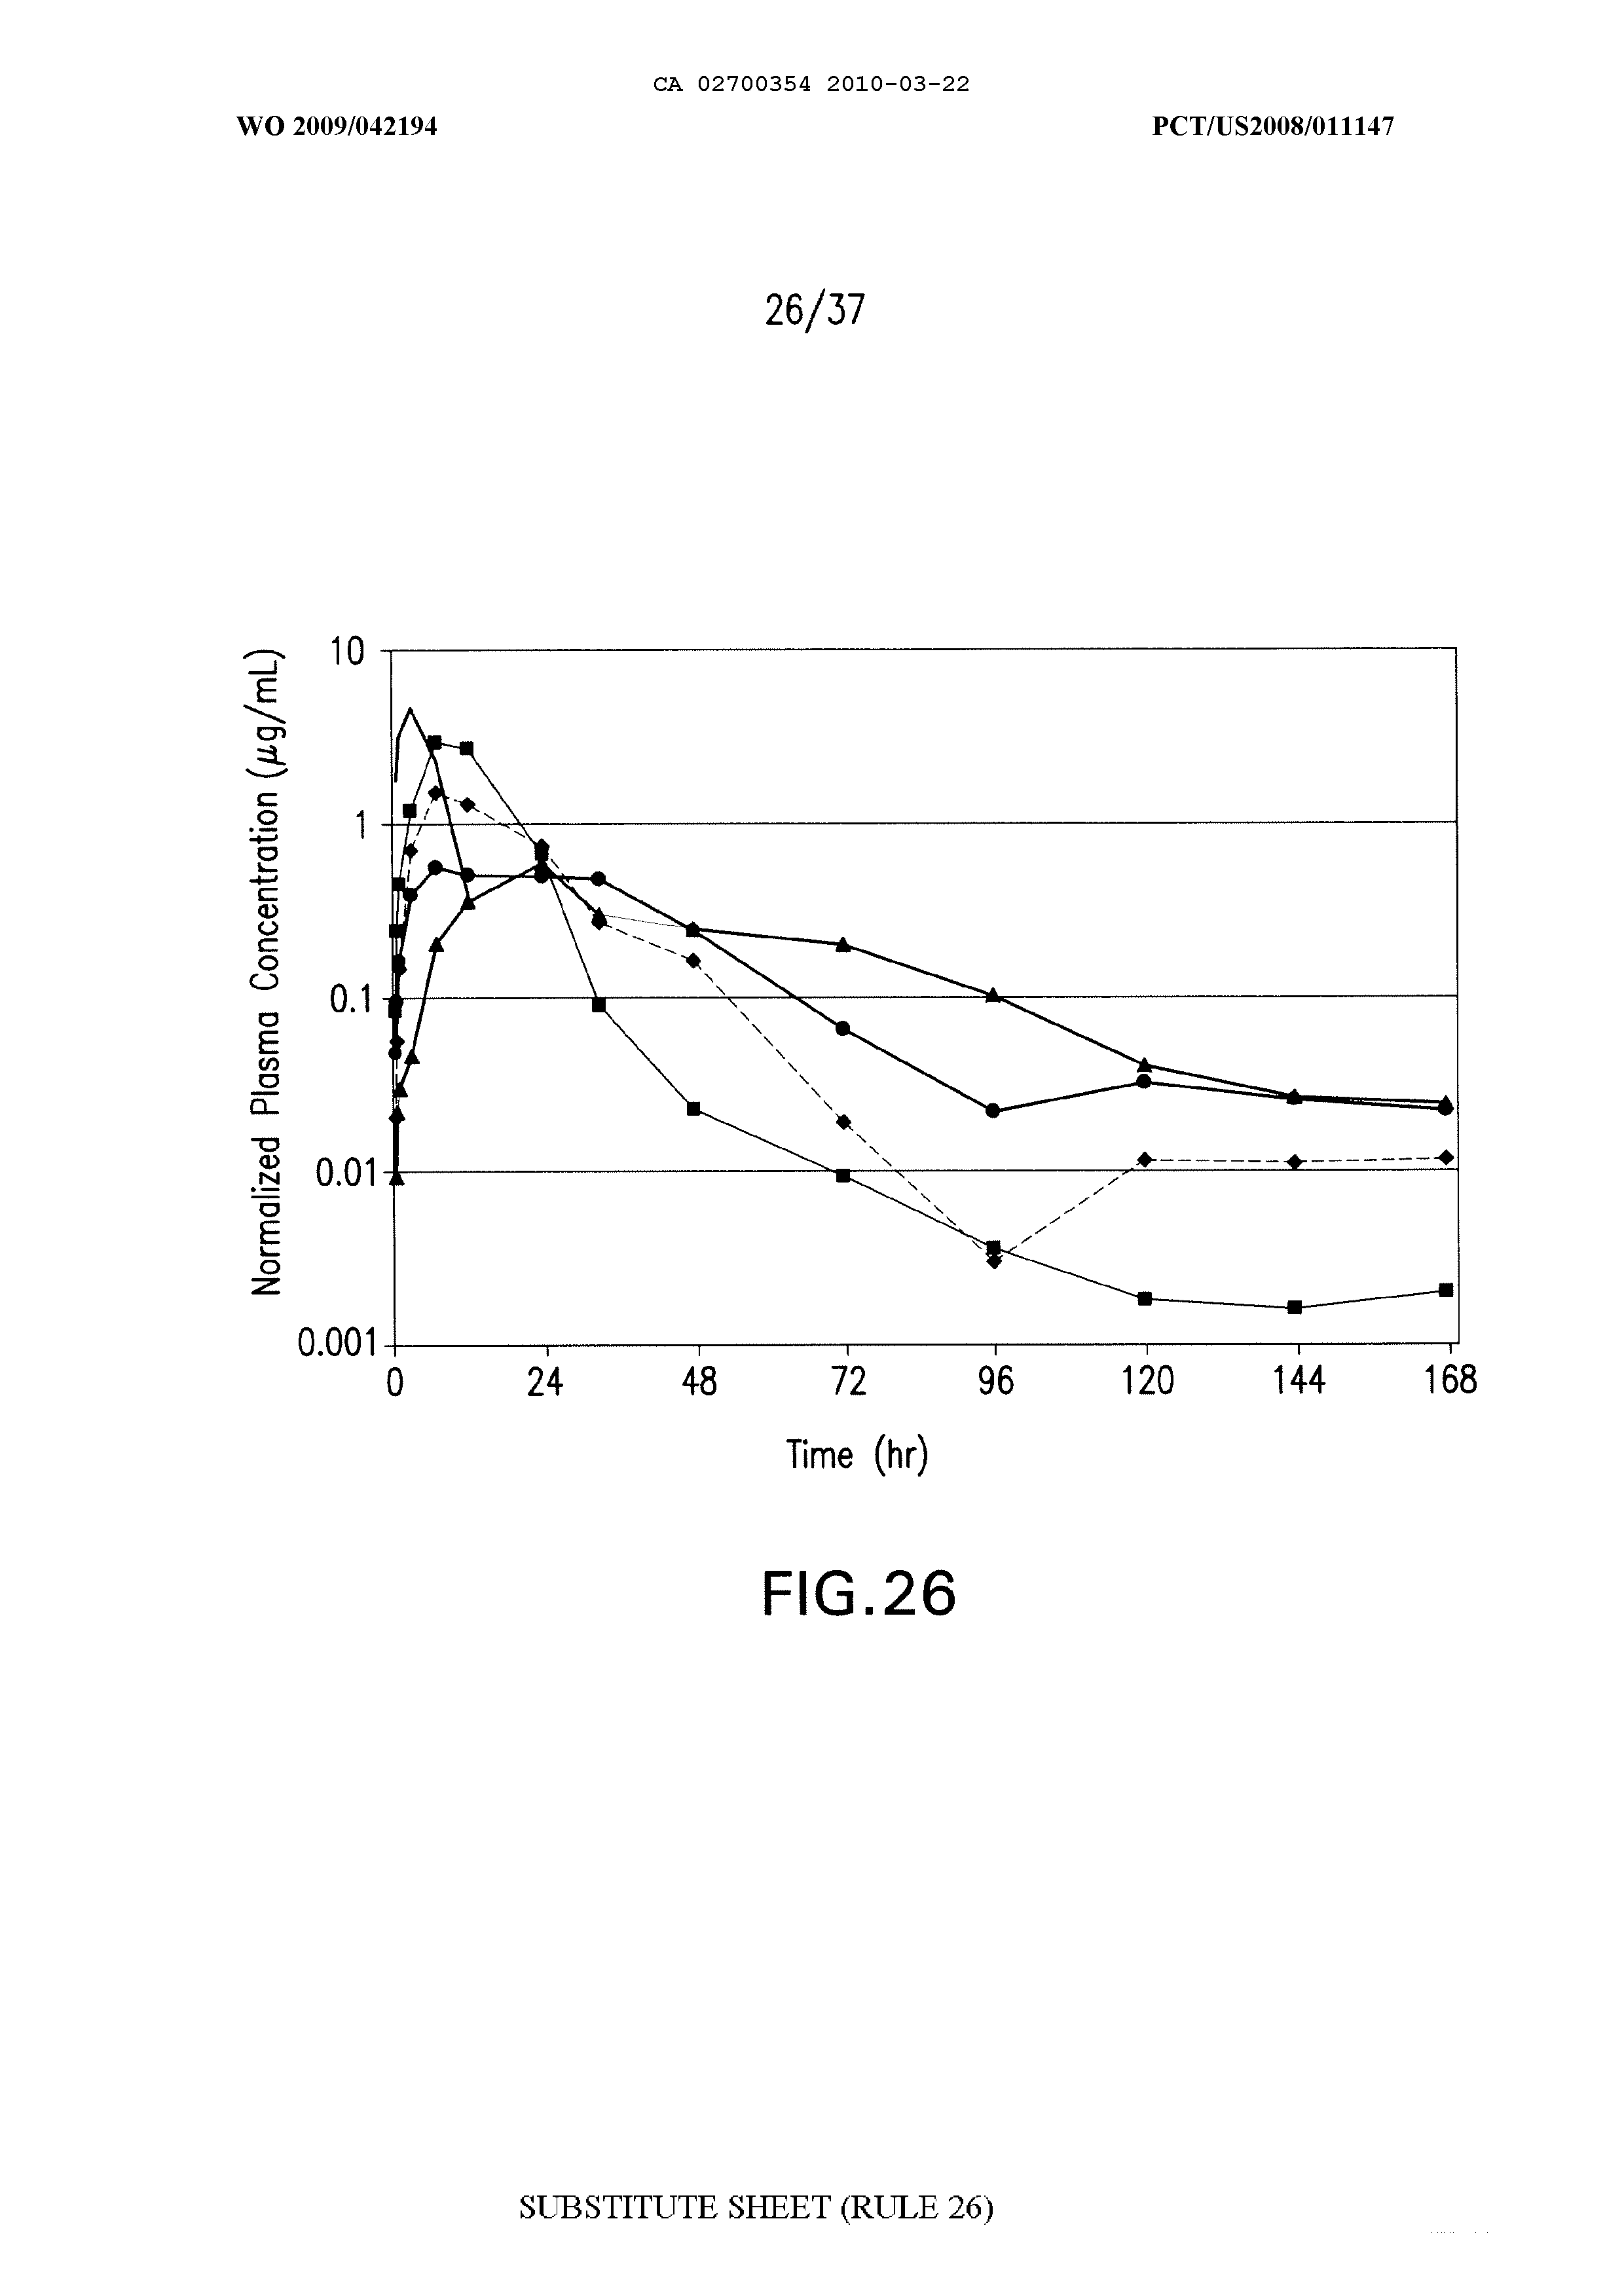 CA 02700354 2010-03-22
WO 2009/042194
PCT/US2008/011147
26/37
Normalized Plasma Concentration (μg/mL)
10
1
0.1
0.01
0.001
0 24 48 72 96 120 144 168
Time (hr)
FIG.26
SUBSTITUTE SHEET (RULE 26)